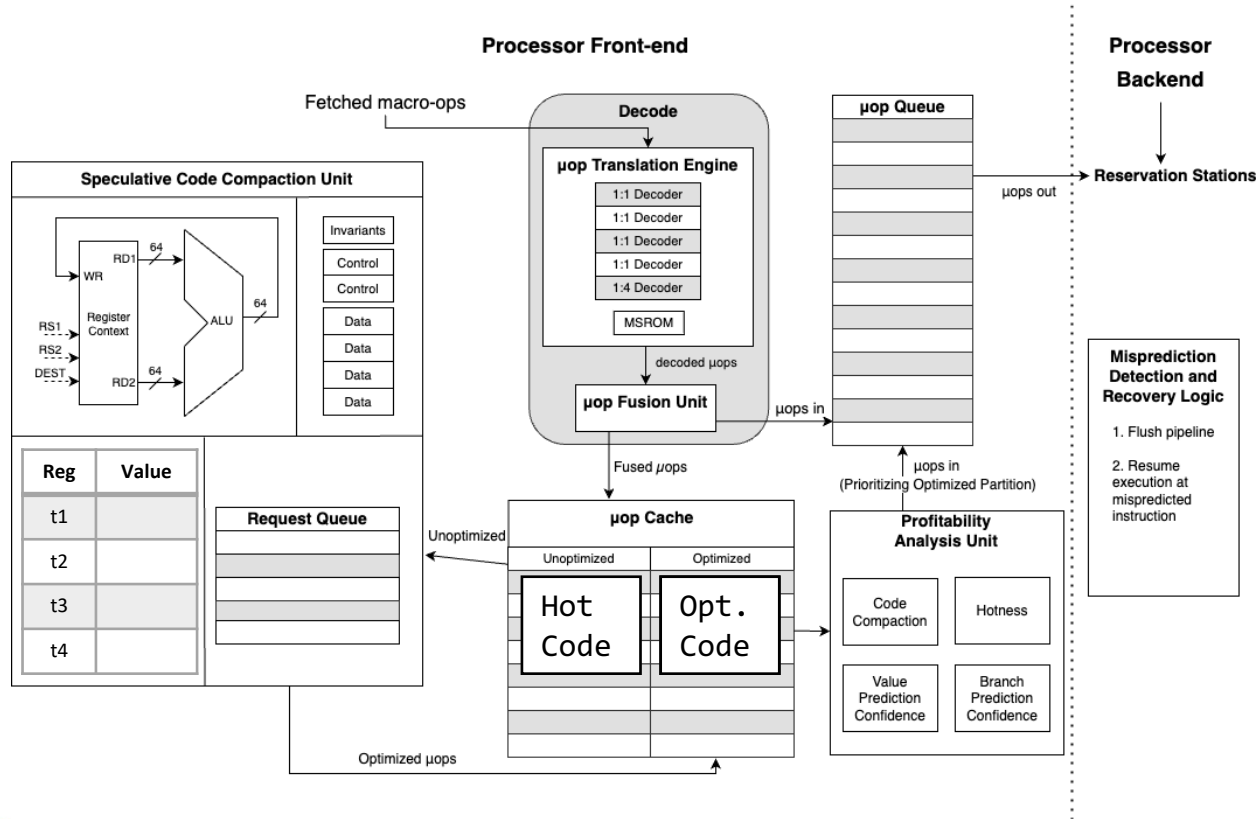 Processor Front-end
Processor
Backend
Fetched macro-ops
Decode
µop Translation Engine
1:1 Decoder
1:1 Decoder
1:1 Decoder
1:1 Decoder
1:4 Decoder
MSROM
decoded µops
µop Fusion Unit
µops in
Fused µops
µop Queue
µops out
Reservation Stations
Speculative Code Compaction Unit
WR
RD1
64
Register
Context
RS1
RS2
DEST
RD2
64
ALU
64
Invariants
Control
Control
Data
Data
Data
Data
Reg Value
t1
t2
t3
t4
Request Queue
Unoptimized
Optimized µops
µop Cache
Unoptimized Optimized
Hot
Code
Opt.
Code
µops in
(Prioritizing Optimized Partition)
Profitability
Analysis Unit
Code
Compaction
Hotness
Value
Prediction
Confidence
Branch
Prediction
Confidence
Misprediction
Detection and
Recovery Logic
1. Flush pipeline
2. Resume
execution at
mispredicted
instruction